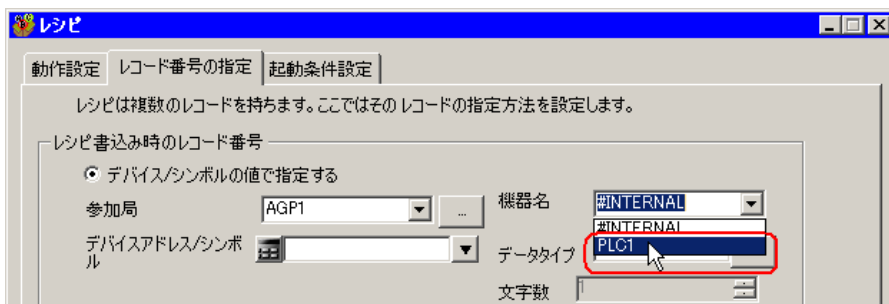 レシピ
動作設定 レコード番号の指定 起動条件設定
レシピは複数のレコードを持ちます。ここではそのレコードの指定方法を設定します。
レシピ書込み時のレコード番号
デバイス/シンボルの値で指定する
参加局 AGP1 ... 機器名 #INTERNAL
#INTERNAL
デバイスアドレス/シンボル データタイプ PLC1
文字数 1